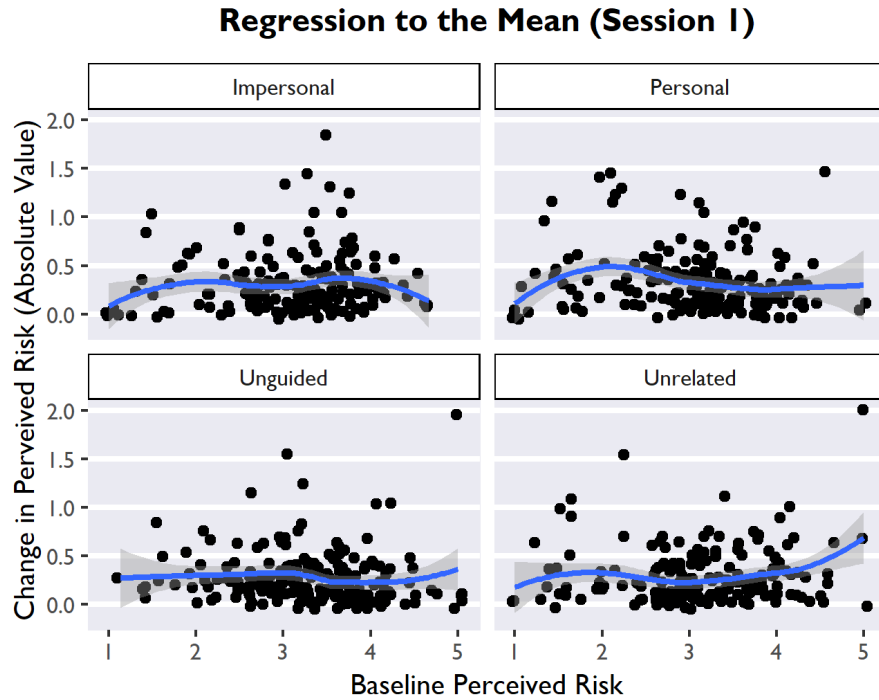 Regression to the Mean (Session 1)
Impersonal
Personal
2.0
1.5
1.0
0.5
0.0
Unguided
Unrelated
2.0
1.5
1.0
0.5
0.0
1 2 3 4 5
1 2 3 4 5
Change in Perveived Risk (Absolute Value)
Baseline Perceived Risk